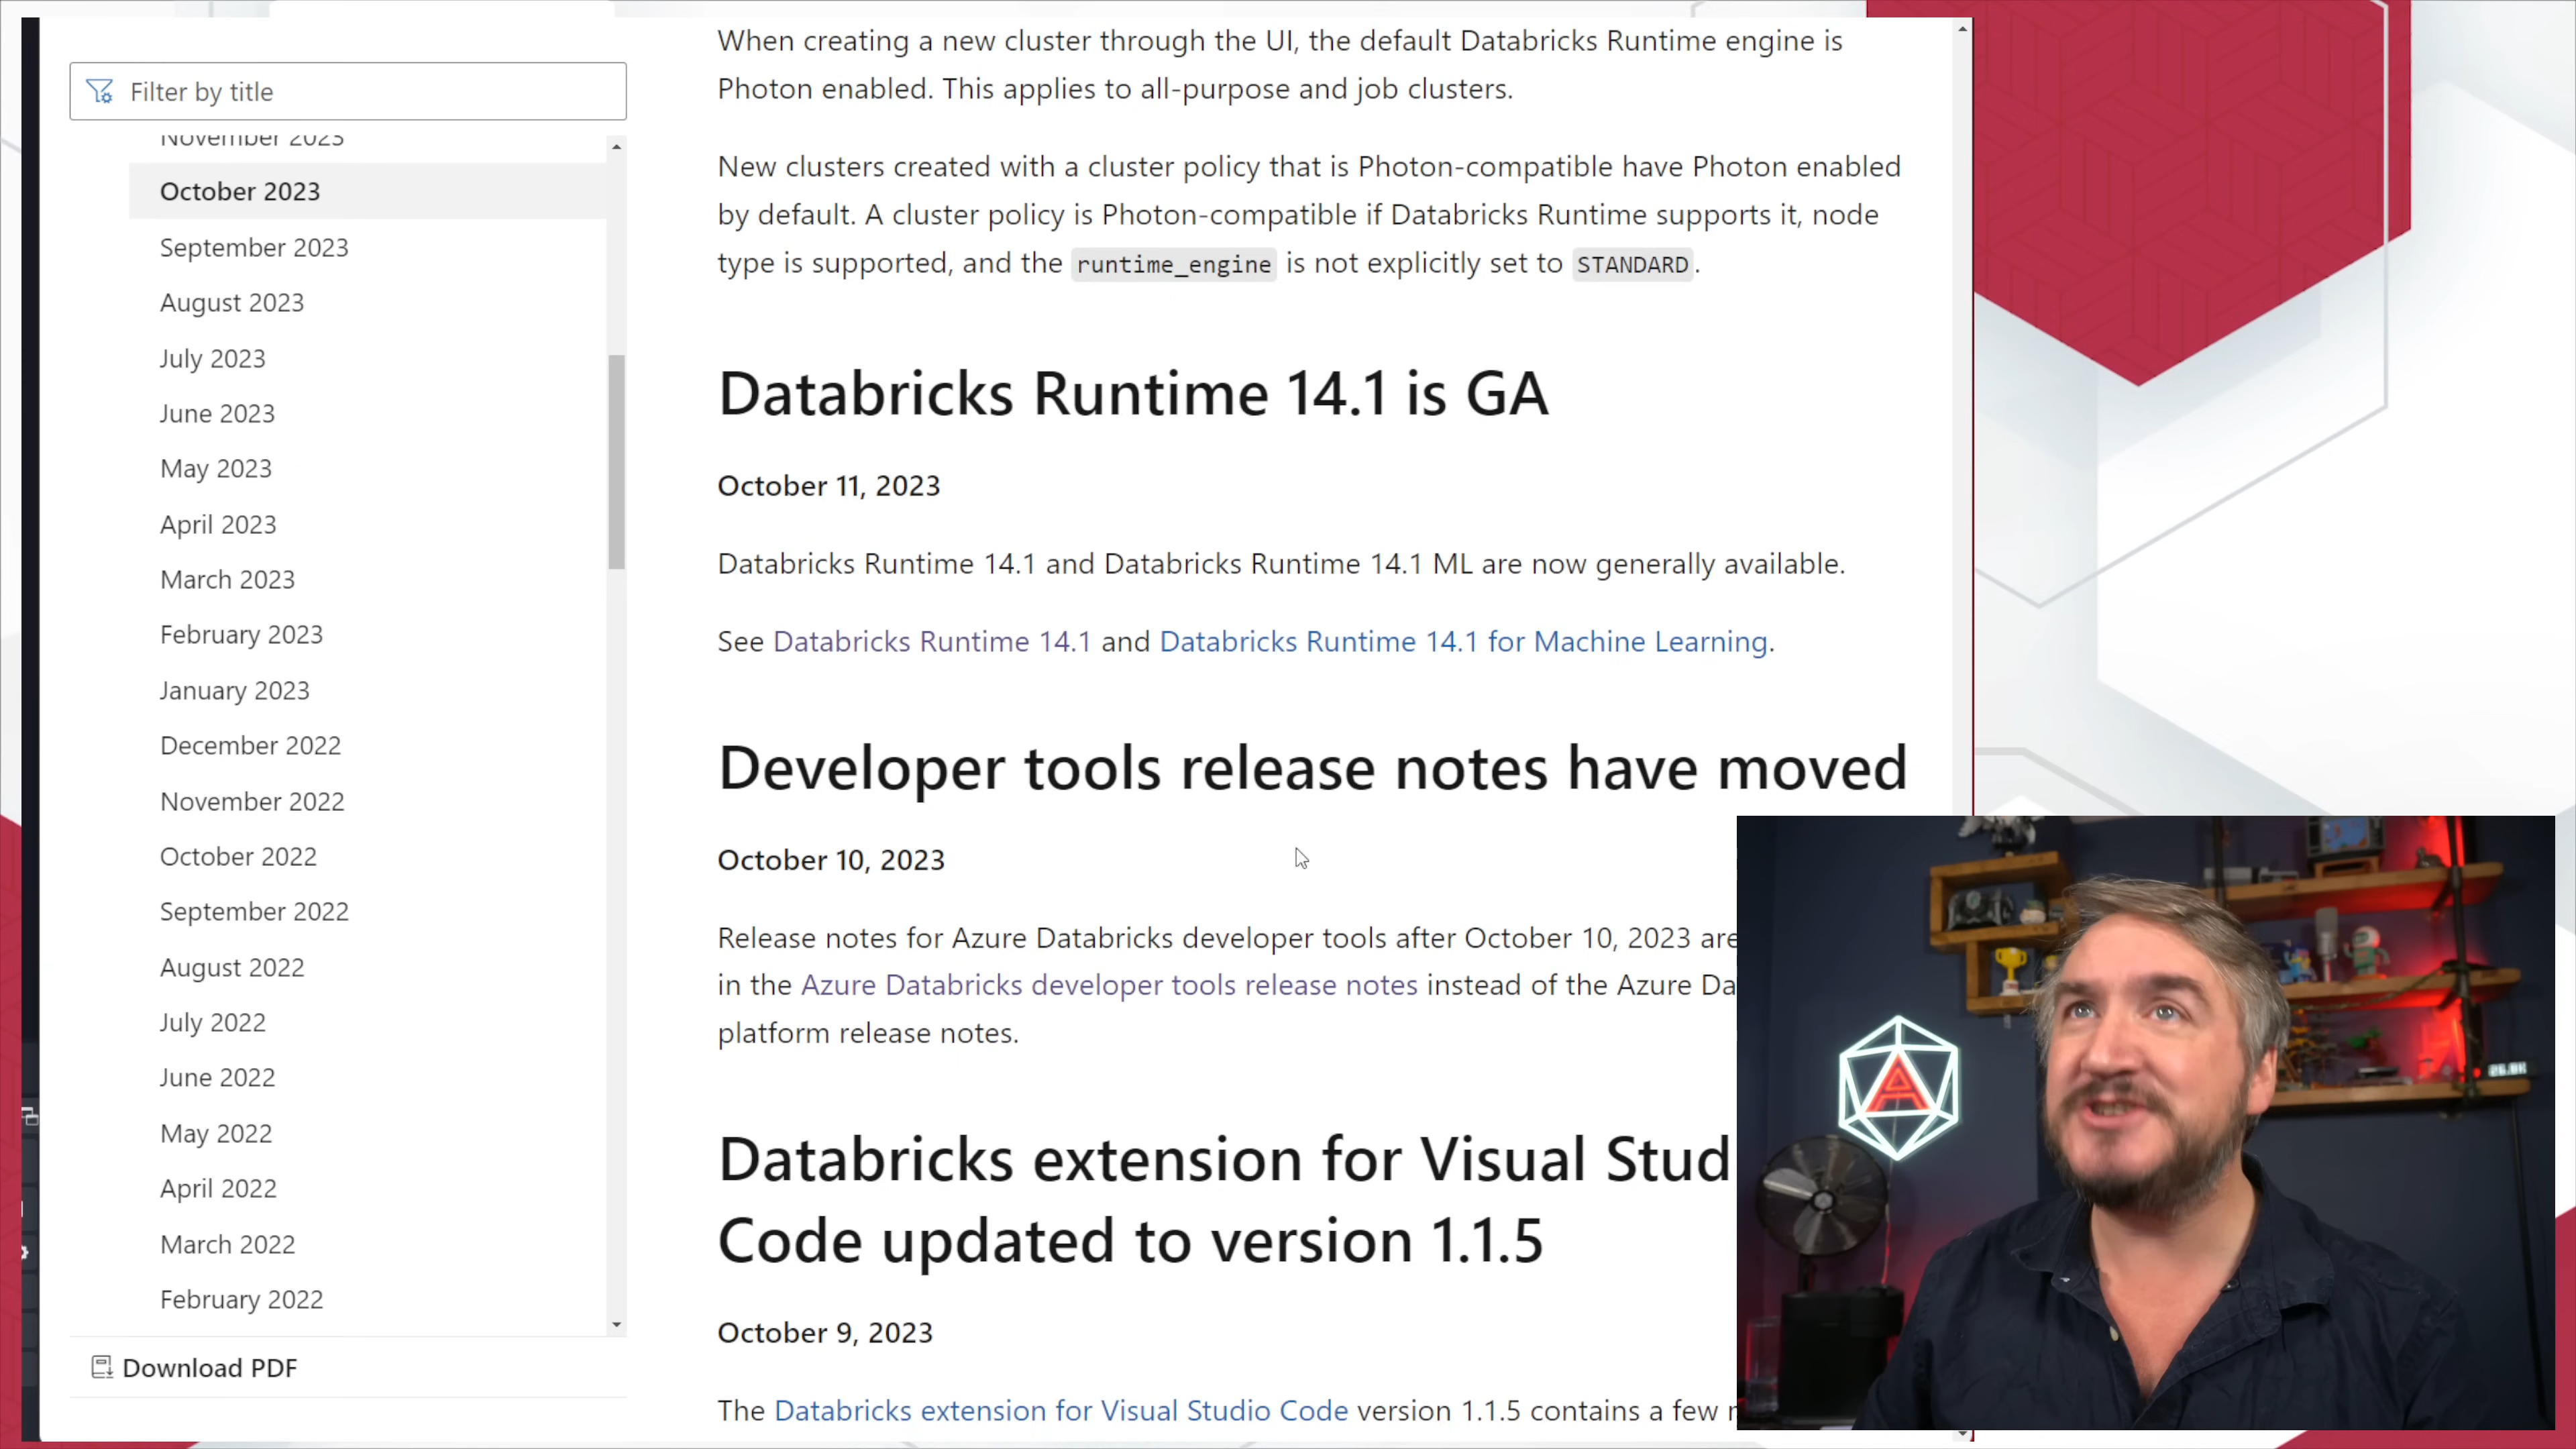 Filter by title
November 2023
October 2023
September 2023
August 2023
July 2023
June 2023
May 2023
April 2023
March 2023
February 2023
January 2023
December 2022
November 2022
October 2022
September 2022
August 2022
July 2022
June 2022
May 2022
April 2022
March 2022
February 2022
Download PDF
When creating a new cluster through the UI, the default Databricks Runtime engine is
Photon enabled. This applies to all-purpose and job clusters.
New clusters created with a cluster policy that is Photon-compatible have Photon enabled
by default. A cluster policy is Photon-compatible if Databricks Runtime supports it, node
type is supported, and the runtime_engine is not explicitly set to STANDARD.
Databricks Runtime 14.1 is GA
October 11, 2023
Databricks Runtime 14.1 and Databricks Runtime 14.1 ML are now generally available.
See Databricks Runtime 14.1 and Databricks Runtime 14.1 for Machine Learning.
Developer tools release notes have moved
October 10, 2023
Release notes for Azure Databricks developer tools after October 10, 2023 are
in the Azure Databricks developer tools release notes instead of the Azure Da
platform release notes.
Databricks extension for Visual Stud
Code updated to version 1.1.5
October 9, 2023
The Databricks extension for Visual Studio Code version 1.1.5 contains a few
A